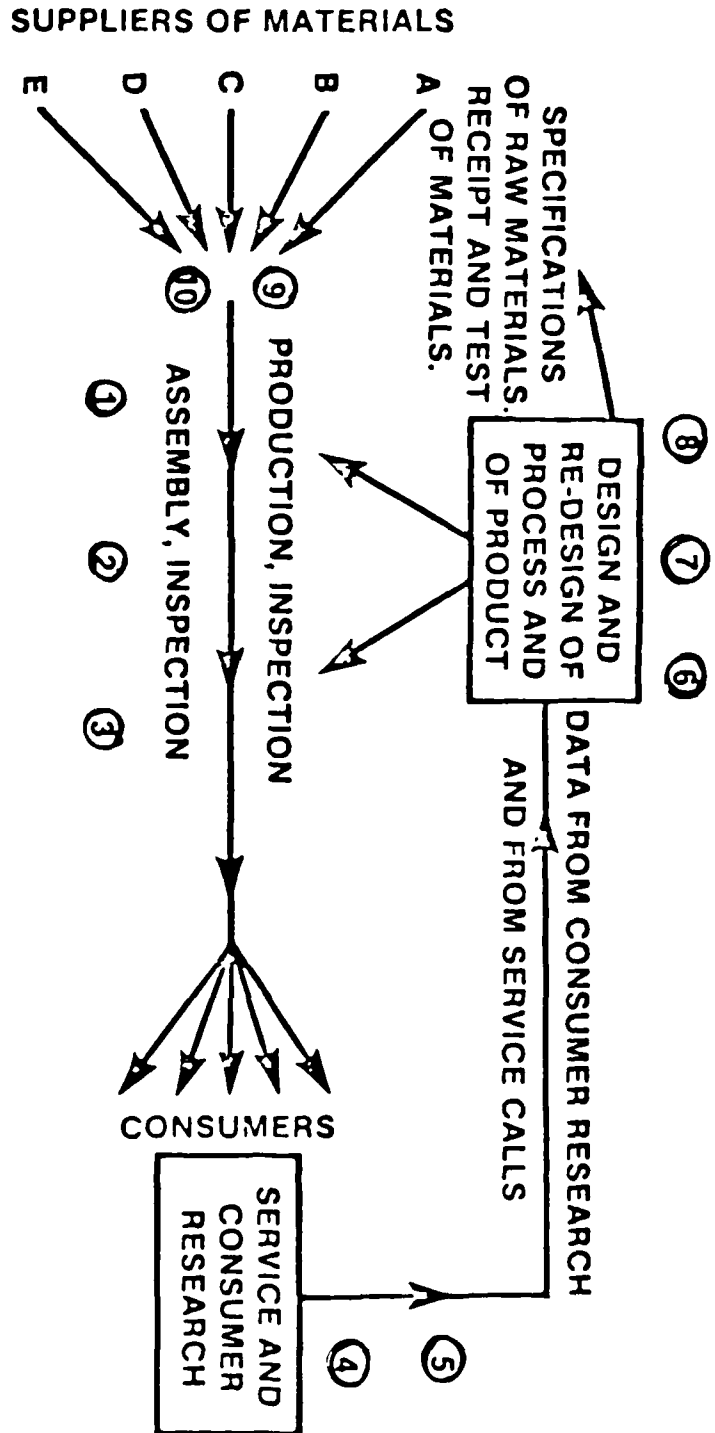 SUPPLIERS OF MATERIALS
A
B
C
D
E
SPECIFICATIONS
OF RAW MATERIALS.
RECEIPT AND TEST
OF MATERIALS.
8
7
6
DESIGN AND
RE-DESIGN OF
PROCESS AND
OF PRODUCT
DATA FROM CONSUMER RESEARCH
AND FROM SERVICE CALLS
9
PRODUCTION, INSPECTION
10
ASSEMBLY, INSPECTION
1
2
3
CONSUMERS
SERVICE AND
CONSUMER
RESEARCH
4
5